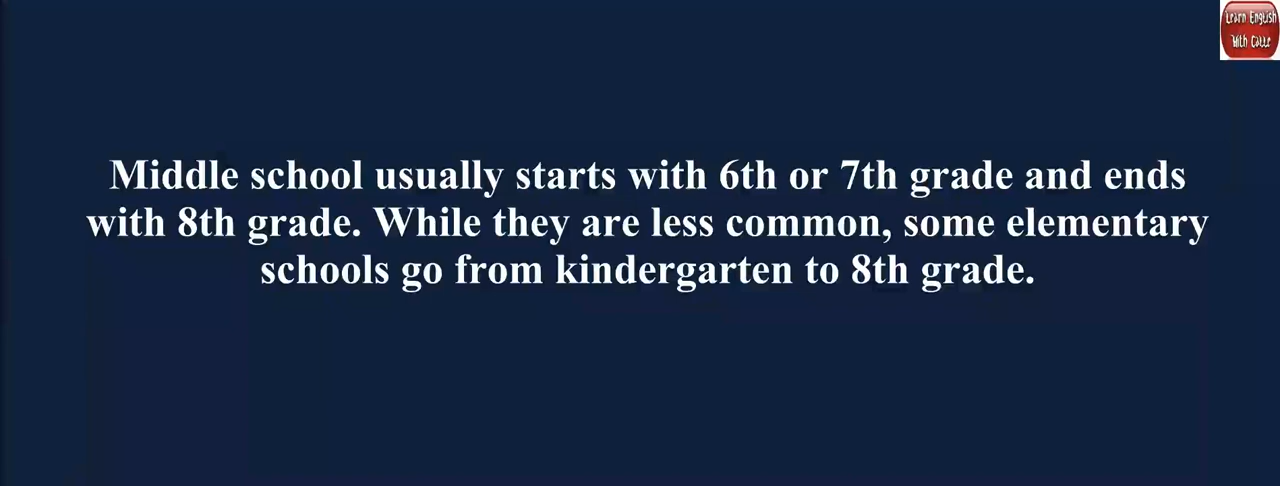 Learn English
With Catte
Middle school usually starts with 6th or 7th grade and ends
with 8th grade. While they are less common, some elementary
schools go from kindergarten to 8th grade.